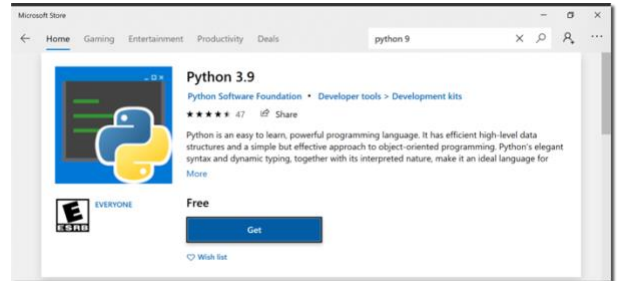 Microsoft Store
Home Gaming Entertainment Productivity Deals python 9
Python 3.9
Python Software Foundation • Developer tools > Development kits
47 Share
Python is an easy to learn, powerful programming language. It has efficient high-level data
structures and a simple but effective approach to object-oriented programming. Python's elegant
syntax and dynamic typing, together with its interpreted nature, make it an ideal language for
More
E
ESRB
EVERYONE
Free
Get
Wish list